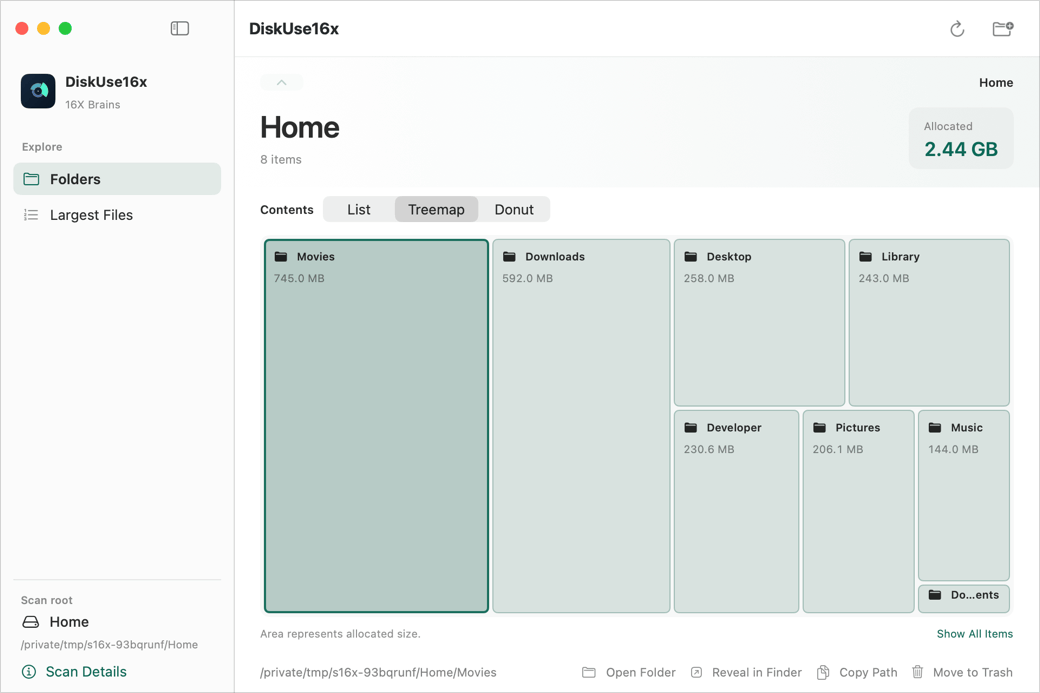 DiskUse16x
DiskUse16x
16X Brains
Explore
Folders
Largest Files
Scan root
Home
/private/tmp/s16x-93bqrunf/Home
Scan Details
Home
Home
8 items
Allocated
2.44 GB
Contents
List
Treemap
Donut
Movies
745.0 MB
Downloads
592.0 MB
Desktop
258.0 MB
Library
243.0 MB
Developer
230.6 MB
Pictures
206.1 MB
Music
144.0 MB
Do...ents
Area represents allocated size.
Show All Items
/private/tmp/s16x-93bqrunf/Home/Movies
Open Folder
Reveal in Finder
Copy Path
Move to Trash